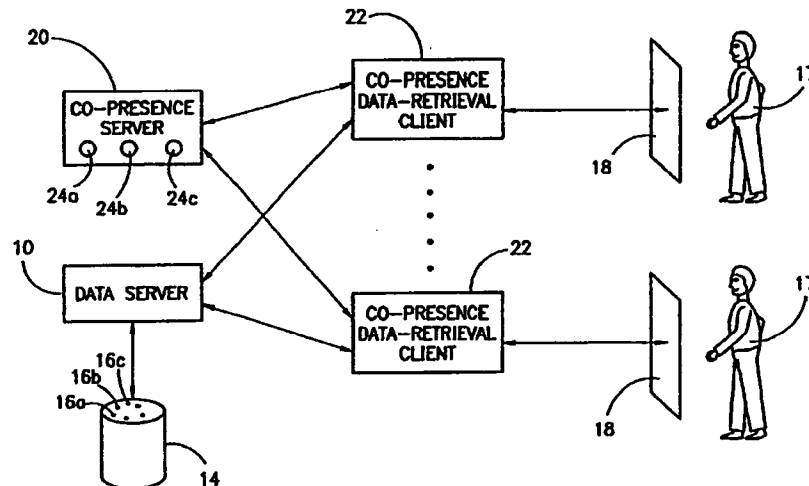 20
CO-PRESENCE
SERVER
24a
24b
24c
22
CO-PRESENCE
DATA-RETRIEVAL
CLIENT
18
17
10
DATA SERVER
22
CO-PRESENCE
DATA-RETRIEVAL
CLIENT
18
17
16c
16b
16a
14